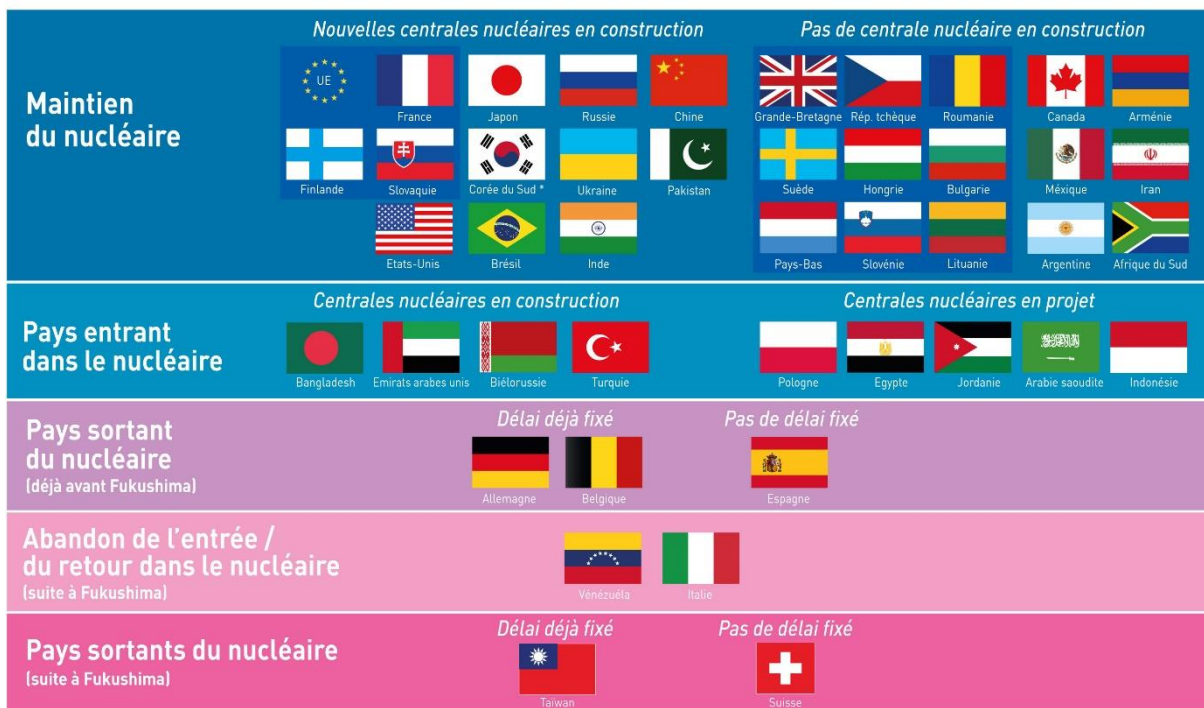 Nouvelles centrales nucléaires en construction
Pas de centrale nucléaire en construction
Maintien
du nucléaire
UE
France
Japon
Russie
Chine
Grande-Bretagne
Rép. tchèque
Roumanie
Canada
Arménie
Finlande
Slovaquie
Corée du Sud *
Ukraine
Pakistan
Suède
Hongrie
Bulgarie
Méxique
Iran
Etats-Unis
Brésil
Inde
Pays-Bas
Slovénie
Lituanie
Argentine
Afrique du Sud
Pays entrant
dans le nucléaire
Centrales nucléaires en construction
Centrales nucléaires en projet
Bangladesh
Emirats arabes unis
Biélorussie
Turquie
Pologne
Egypte
Jordanie
Arabie saoudite
Indonésie
Pays sortant
du nucléaire
(déjà avant Fukushima)
Délai déjà fixé
Pas de délai fixé
Allemagne
Belgique
Espagne
Abandon de l'entrée /
du retour dans le nucléaire
(suite à Fukushima)
Vénézuéla
Italie
Pays sortants du nucléaire
(suite à Fukushima)
Délai déjà fixé
Pas de délai fixé
Taïwan
Suisse